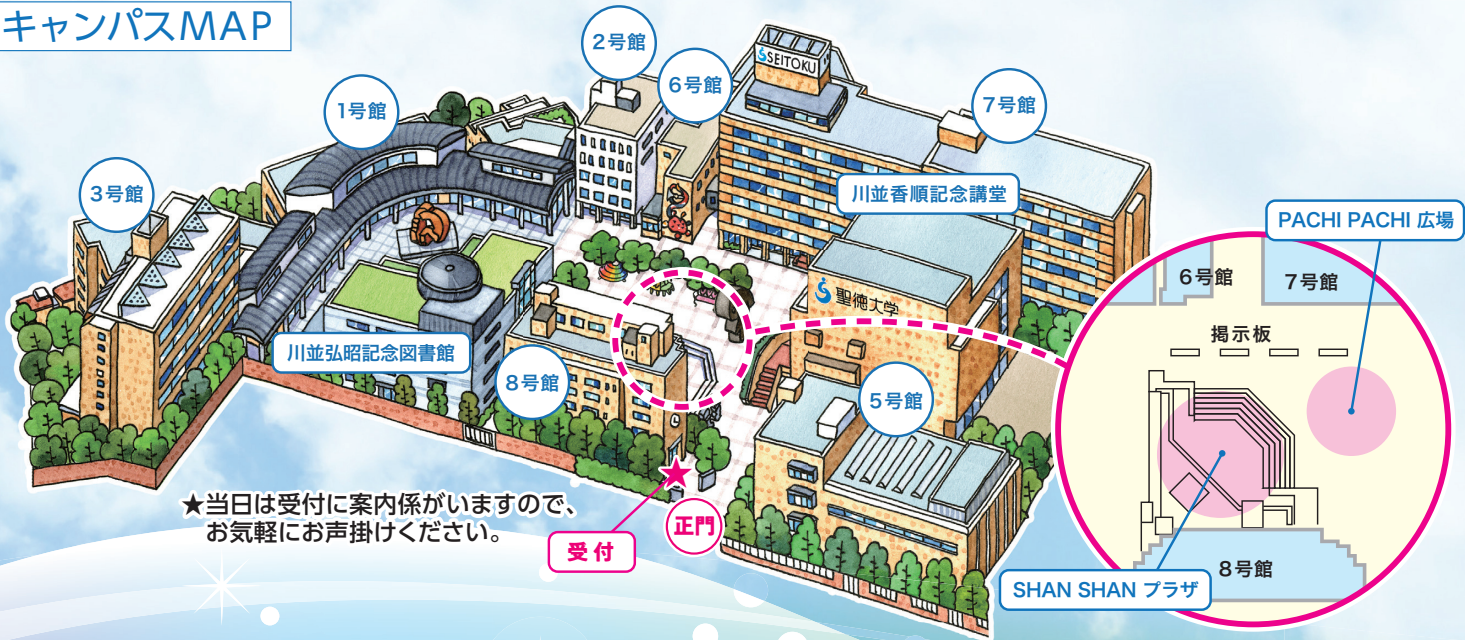 キャンパスMAP
2号館
6号館
SEITOKU
1号館
7号館
3号館
川並香順記念講堂
PACHI PACHI 広場
6号館
7号館
聖徳大学
掲示板
川並弘昭記念図書館
8号館
5号館
★当日は受付に案内係がいますので、
お気軽にお声掛けください。
受付
正門
8号館
SHAN SHAN プラザ